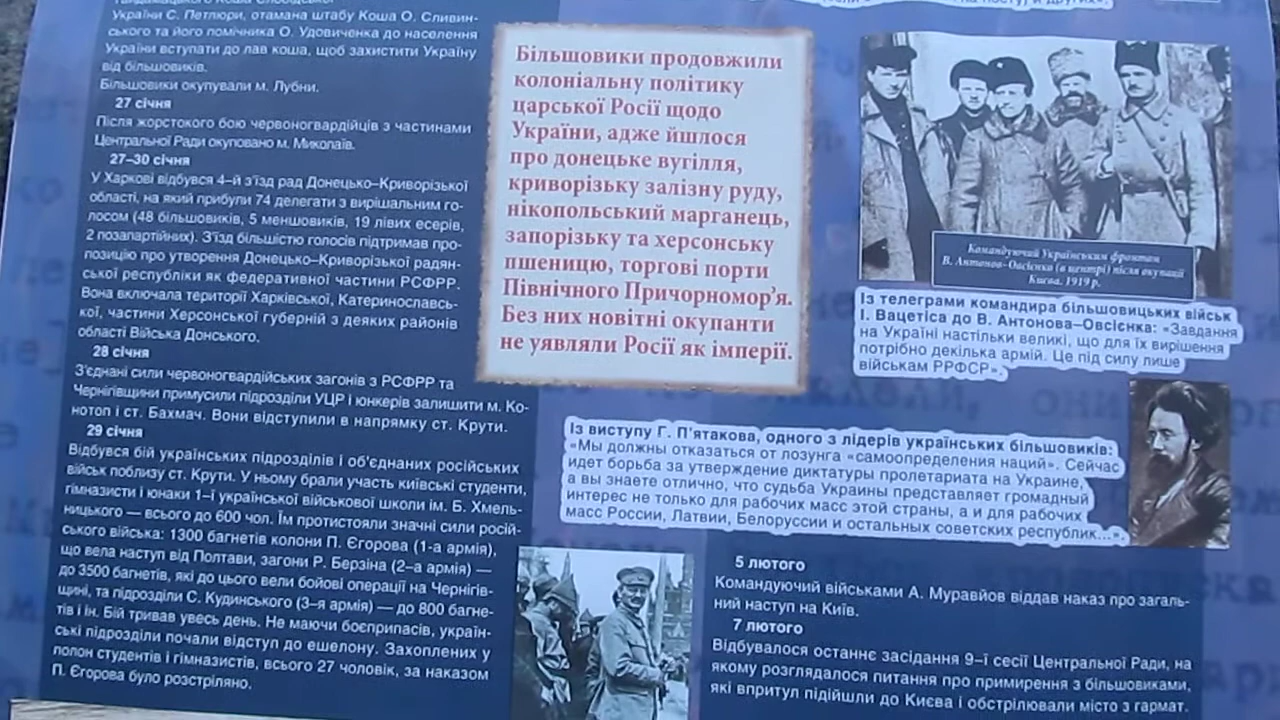 України С. Петлюри, отамана штабу Коша О. Сливин-
ського та його помічника О. Удовиченка до населення
України вступати до лав коша, щоб захистити Україну
від більшовиків.
Більшовики окупували м. Лубни.
27 січня
Після жорстокого бою червоногвардійців з частинами
Центральної Ради окуповано м. Миколаїв.
27–30 січня
У Харкові відбувся 4–й з'їзд рад Донецько–Криворізької
області, на який прибули 74 делегати з вирішальним го-
лосом (48 більшовиків, 5 меншовиків, 19 лівих есерів,
2 позапартійних). З'їзд більшістю голосів підтримав про-
позицію про утворення Донецько–Криворізької радян-
ської республіки як федеративної частини РСФРР.
Вона включала території Харківської, Катеринославсь-
кої, частини Херсонської губерній з деяких районів
області Війська Донського.
28 січня
З'єднані сили червоногвардійських загонів з РСФРР та
Чернігівщини примусили підрозділи УЦР і юнкерів залишити м. Ко-
нотоп і ст. Бахмач. Вони відступили в напрямку ст. Крути.
29 січня
Відбувся бій українських підрозділів і об'єднаних російських
військ поблизу ст. Крути. У ньому брали участь київські студенти,
гімназисти і юнаки 1–ї української військової школи ім. Б. Хмель-
ницького — всього до 600 чол. Їм протистояли значні сили росій-
ського війська: 1300 багнетів колони П. Єгорова (1-а армія),
що вела наступ від Полтави, загони Р. Берзіна (2–а армія) —
до 3500 багнетів, які до цього вели бойові операції на Чернігів-
щині, та підрозділи С. Кудинського (3–я армія) — до 800 багне-
тів і ін. Бій тривав увесь день. Не маючи боєприпасів, україн-
ські підрозділи почали відступ до ешелону. Захоплених у
полон студентів і гімназистів, всього 27 чоловік, за наказом
П. Єгорова було розстріляно.
Більшовики продовжили
колоніальну політику
царської Росії щодо
України, адже йшлося
про донецьке вугілля,
криворізьку залізну руду,
нікопольський марганець,
запорізьку та херсонську
пшеницю, торгові порти
Північного Причорномор'я.
Без них новітні окупанти
не уявляли Росії як імперії.
Командуючий Українським фронтом
В. Антонов–Овсієнко (в центрі) після окупації
Києва. 1919 р.
Із телеграми командира більшовицьких військ
І. Вацетіса до В. Антонова–Овсієнка: «Завдання
на Україні настільки великі, що для їх вирішення
потрібно декілька армій. Це під силу лише
військам РРФСР».
Із виступу Г. П'ятакова, одного з лідерів українських більшовиків:
«Мы должны отказаться от лозунга «самоопределения наций». Сейчас
идет борьба за утверждение диктатуры пролетариата на Украине,
а вы знаете отлично, что судьба Украины представляет громадный
интерес не только для рабочих масс этой страны, а и для рабочих
масс России, Латвии, Белоруссии и остальных советских республик...».
5 лютого
Командуючий військами А. Муравйов віддав наказ про загаль-
ний наступ на Київ.
7 лютого
Відбувалося останнє засідання 9–ї сесії Центральної Ради, на
якому розглядалося питання про примирення з більшовиками,
які впритул підійшли до Києва і обстрілювали місто з гармат.